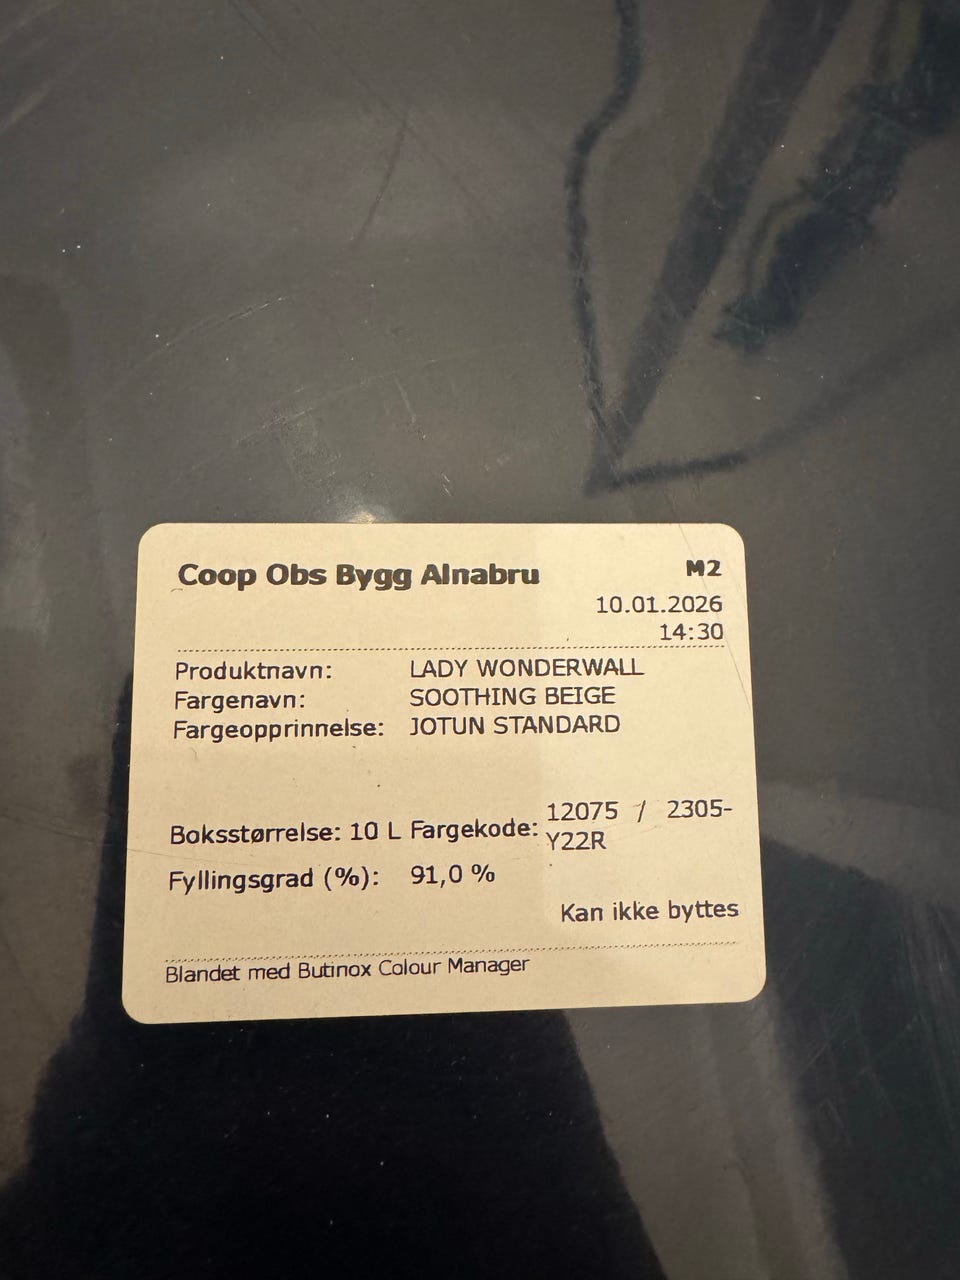 Coop Obs Bygg Alnabru M2
10.01.2026
14:30
Produktnavn: LADY WONDERWALL
Fargenavn: SOOTHING BEIGE
Fargeopprinnelse: JOTUN STANDARD
Boksstørrelse: 10 L Fargekode: 12075 / 2305-
Y22R
Fyllingsgrad (%): 91,0 %
Kan ikke byttes
Blandet med Butinox Colour Manager